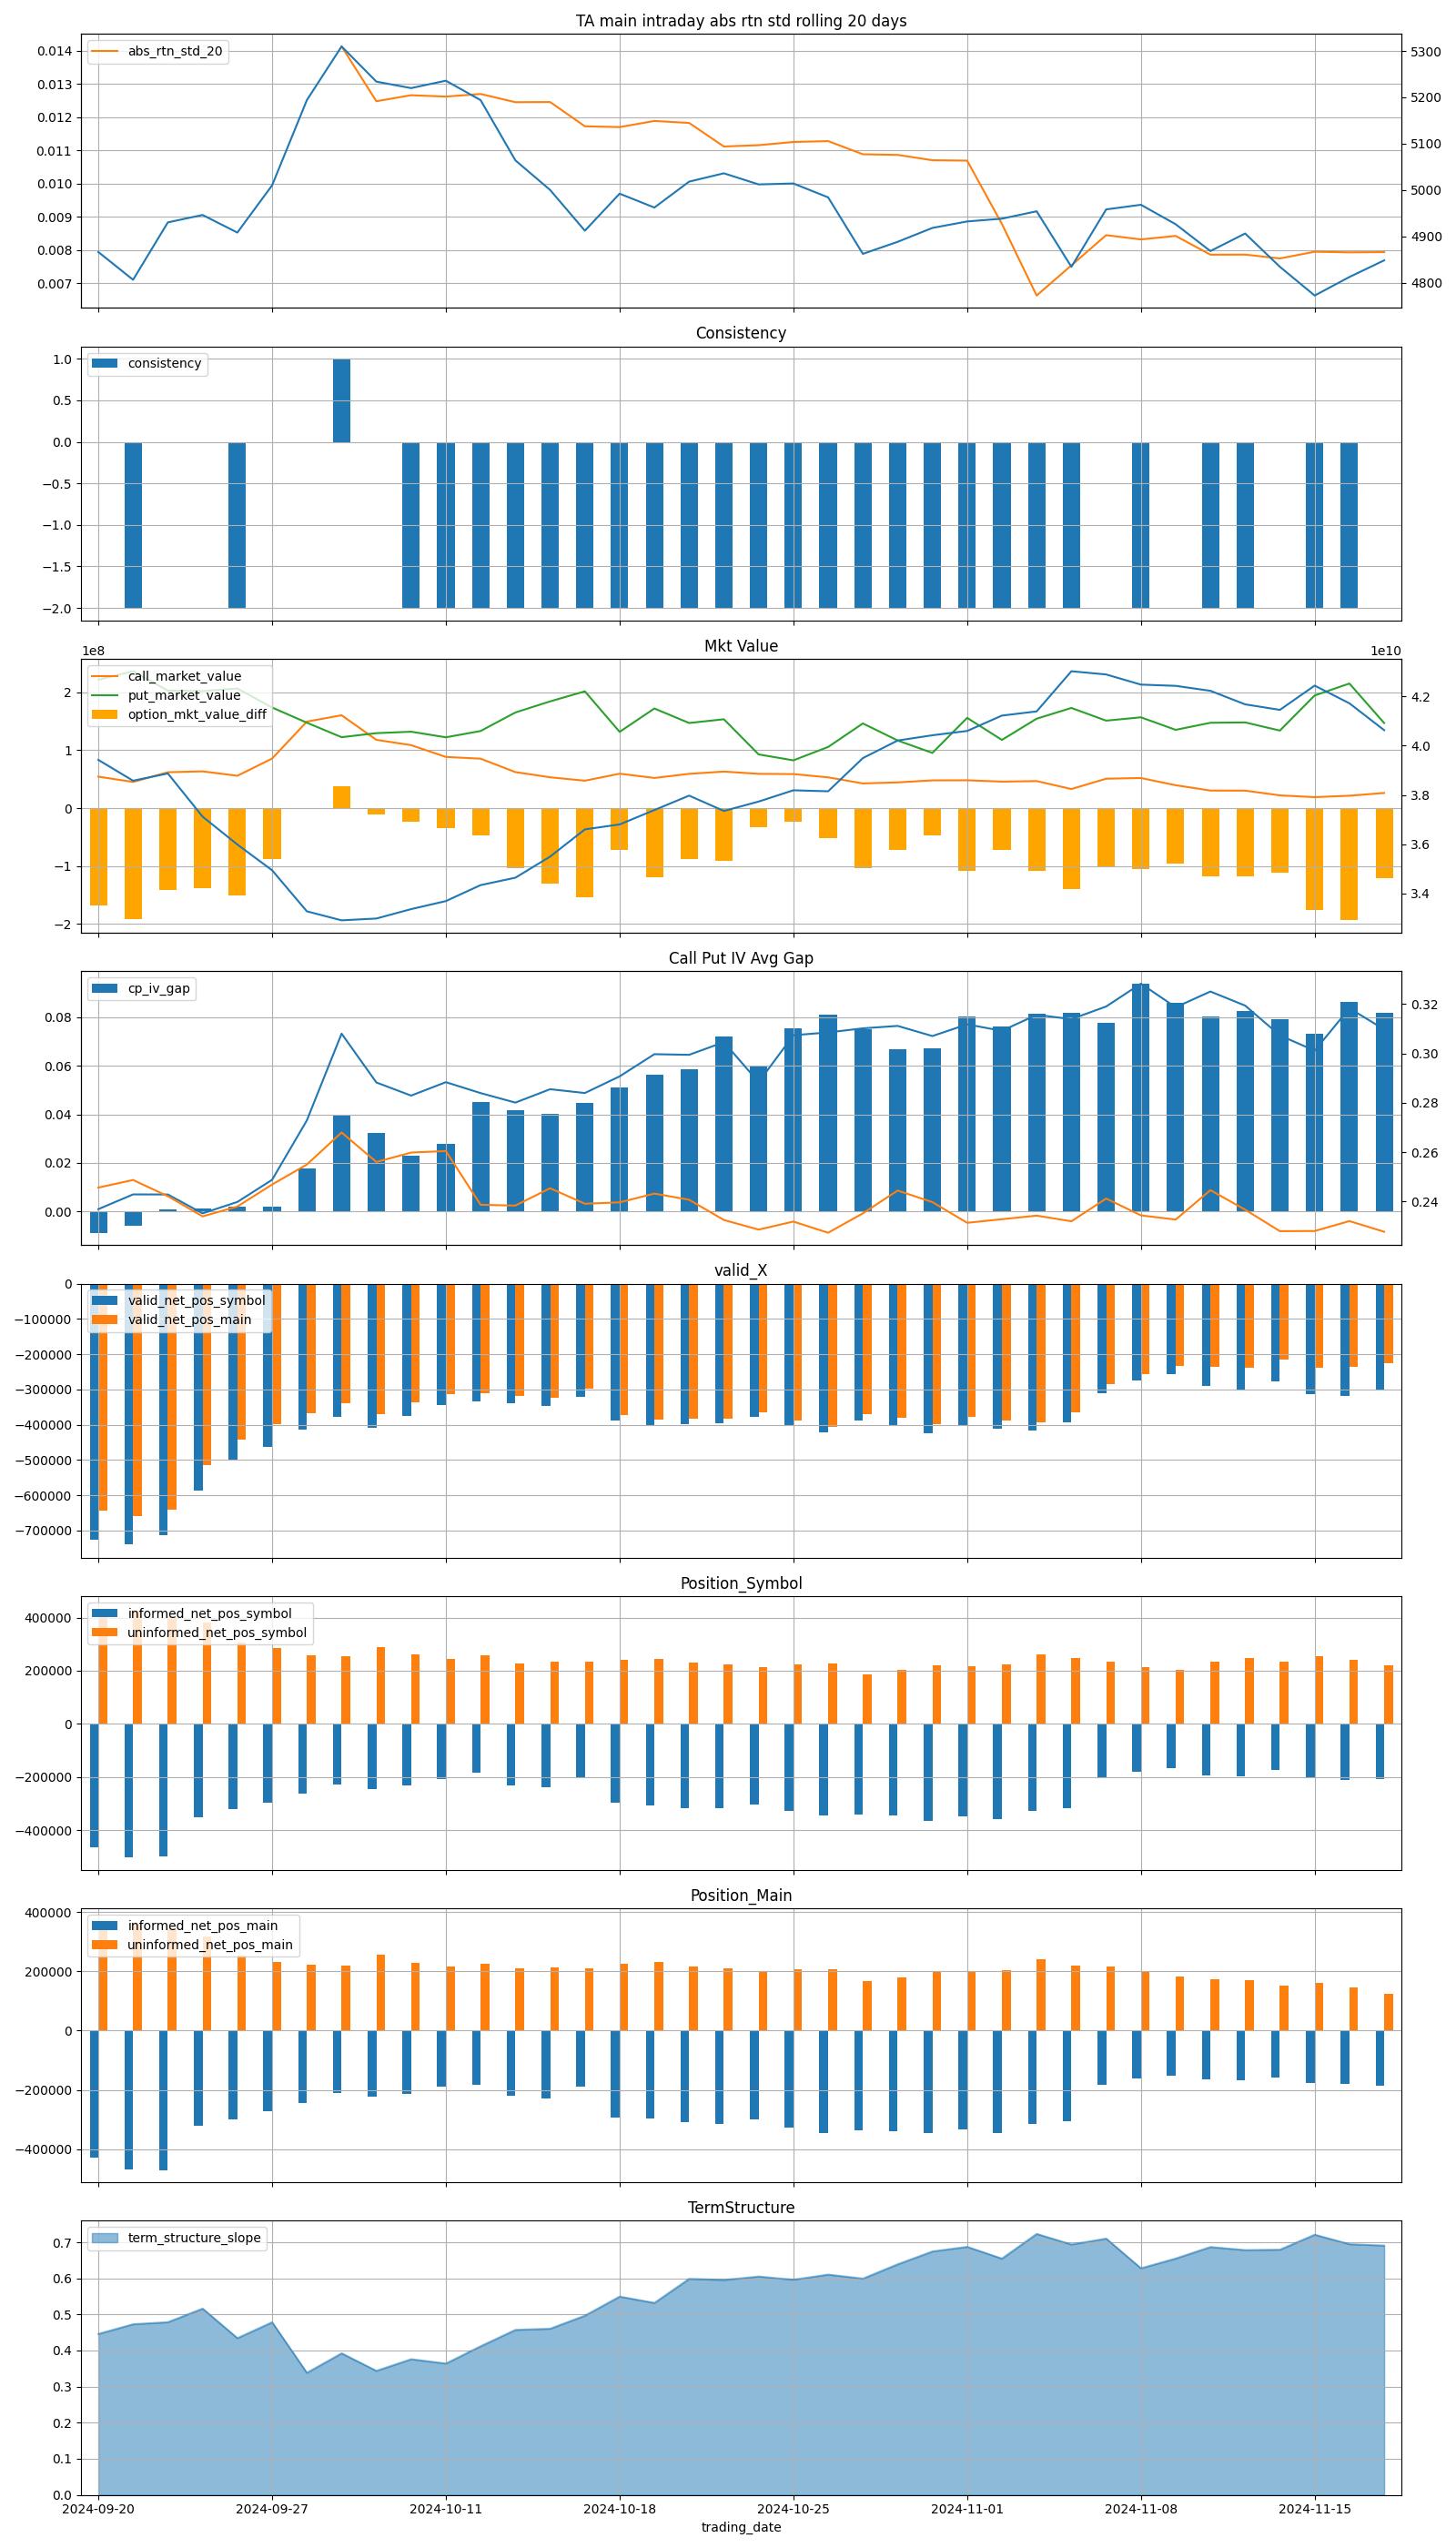 TA main intraday abs rtn std rolling 20 days
abs_rtn_std_20
0.014
0.013
0.012
0.011
0.010
0.009
0.008
0.007
5300
5200
5100
5000
4900
4800
Consistency
consistency
1.0
0.5
0.0
−0.5
−1.0
−1.5
−2.0
Mkt Value
1e8
1e10
call_market_value
put_market_value
option_mkt_value_diff
2
1
0
−1
−2
4.2
4.0
3.8
3.6
3.4
Call Put IV Avg Gap
cp_iv_gap
0.08
0.06
0.04
0.02
0.00
0.32
0.30
0.28
0.26
0.24
valid_X
valid_net_pos_symbol
valid_net_pos_main
0
−100000
−200000
−300000
−400000
−500000
−600000
−700000
Position_Symbol
informed_net_pos_symbol
uninformed_net_pos_symbol
400000
200000
0
−200000
−400000
Position_Main
informed_net_pos_main
uninformed_net_pos_main
400000
200000
0
−200000
−400000
TermStructure
term_structure_slope
0.7
0.6
0.5
0.4
0.3
0.2
0.1
0.0
2024-09-20 2024-09-27 2024-10-11 2024-10-18 2024-10-25 2024-11-01 2024-11-08 2024-11-15
trading_date